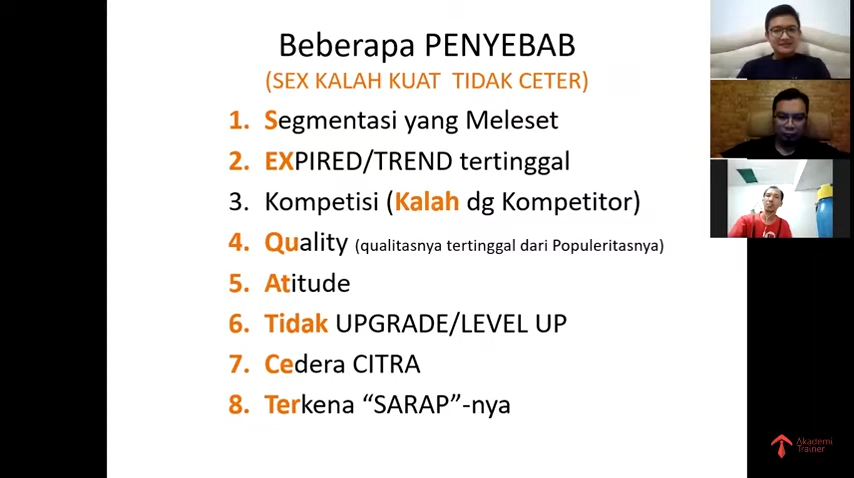 Beberapa PENYEBAB
(SEX KALAH KUAT TIDAK CETER)
1. Segmentasi yang Meleset
2. EXPIRED/TREND tertinggal
3. Kompetisi (Kalah dg Kompetitor)
4. Quality (qualitasnya tertinggal dari Populeritasnya)
5. Atitude
6. Tidak UPGRADE/LEVEL UP
7. Cedera CITRA
8. Terkena “SARAP”-nya
Akademi
Trainer